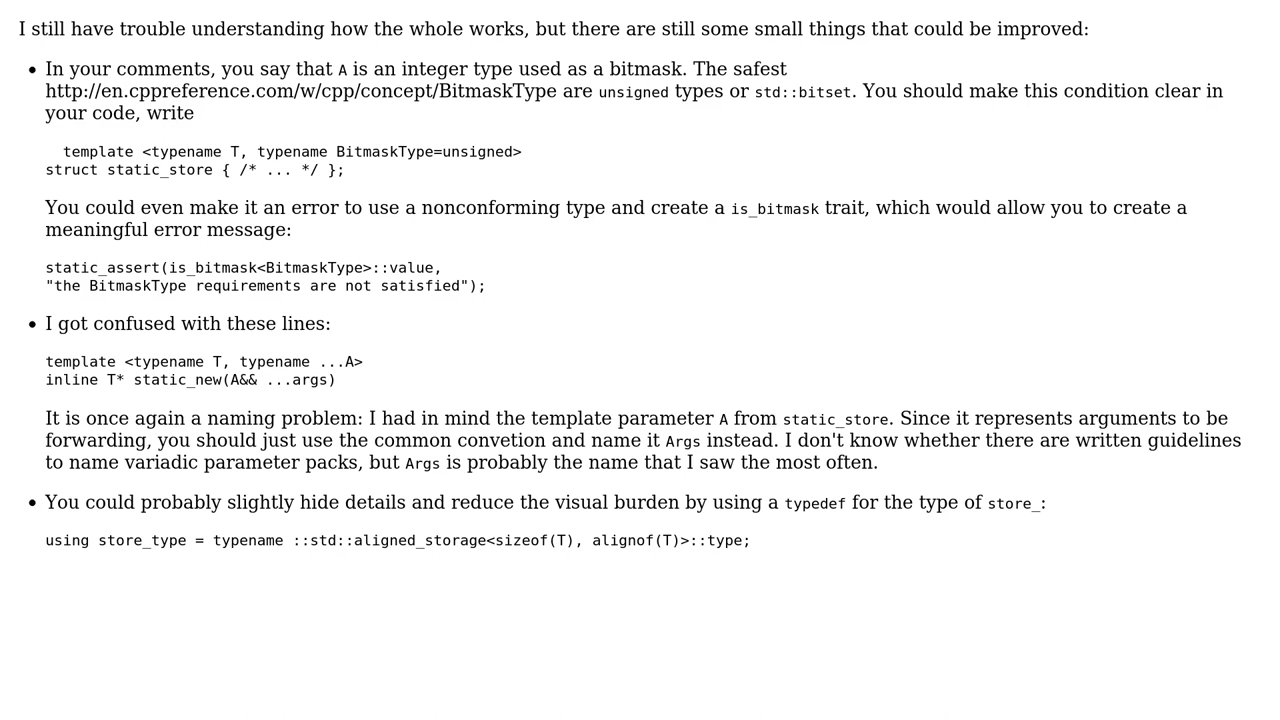 I still have trouble understanding how the whole works, but there are still some small things that could be improved:
• In your comments, you say that A is an integer type used as a bitmask. The safest
http://en.cppreference.com/w/cpp/concept/BitmaskType are unsigned types or std::bitset. You should make this condition clear in
your code, write
template <typename T, typename BitmaskType=unsigned>
struct static_store { /* ... */ };
You could even make it an error to use a nonconforming type and create a is_bitmask trait, which would allow you to create a
meaningful error message:
static_assert(is_bitmask<BitmaskType>::value,
"the BitmaskType requirements are not satisfied");
• I got confused with these lines:
template <typename T, typename ...A>
inline T* static_new(A&& ...args)
It is once again a naming problem: I had in mind the template parameter A from static_store. Since it represents arguments to be
forwarding, you should just use the common convetion and name it Args instead. I don't know whether there are written guidelines
to name variadic parameter packs, but Args is probably the name that I saw the most often.
• You could probably slightly hide details and reduce the visual burden by using a typedef for the type of store_:
using store_type = typename ::std::aligned_storage<sizeof(T), alignof(T)>::type;